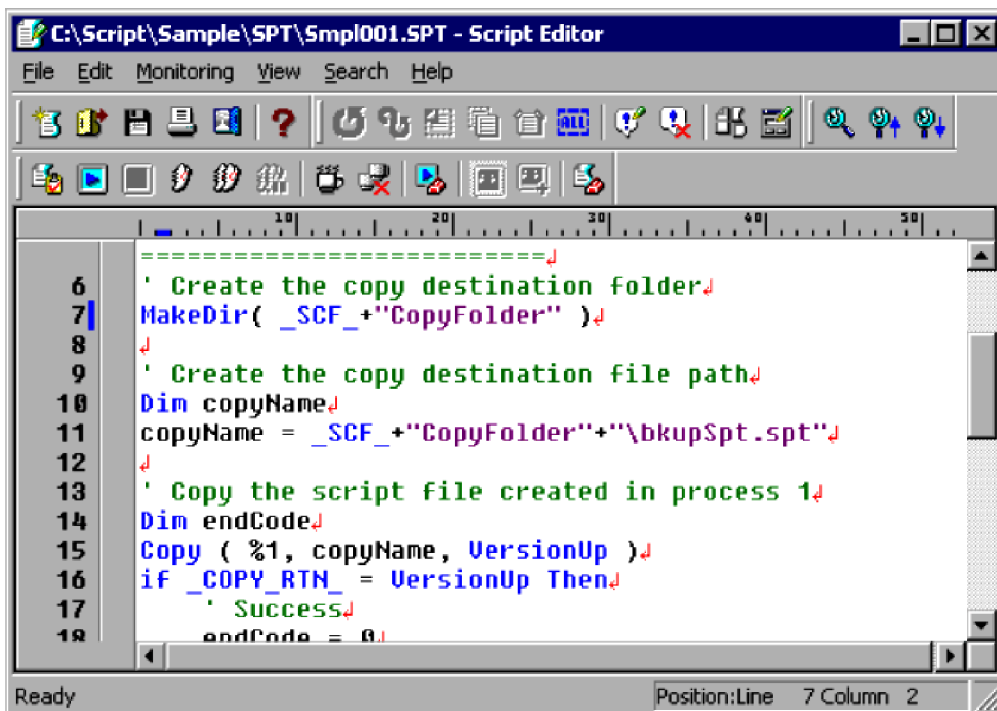 C:\Script\Sample\SPT\Smpl001.SPT - Script Editor
File Edit Monitoring View Search Help
ALL
10 20 30 40 50
==========================
6 ' Create the copy destination folder
7 MakeDir( _SCF_+"CopyFolder" )
8
9 ' Create the copy destination file path
10 Dim copyName
11 copyName = _SCF_+"CopyFolder"+"\bkupSpt.spt"
12
13 ' Copy the script file created in process 1
14 Dim endCode
15 Copy ( %1, copyName, VersionUp )
16 if _COPY_RTN_ = VersionUp Then
17 ' Success
18 endCode = 0
Ready Position:Line 7 Column 2